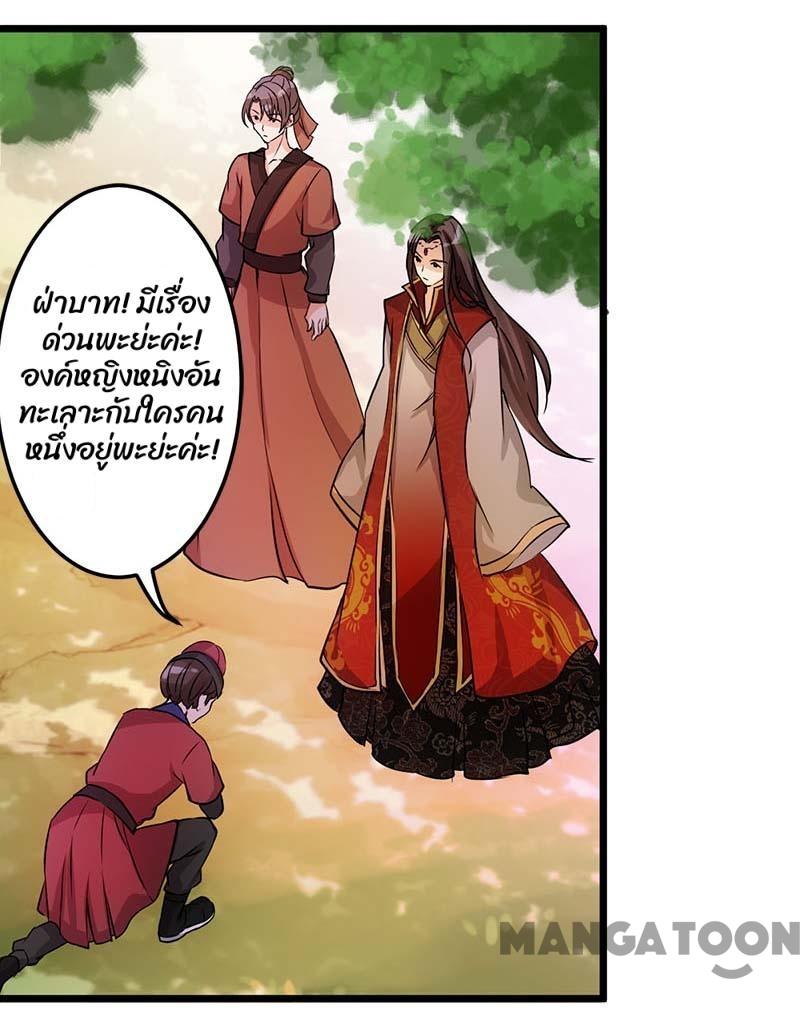 ฝ่าบาท! มีเรื่อง
ด่วนพะย่ะค่ะ!
องค์หญิงหนิงอัน
ทะเลาะกับใครคน
หนึ่งอยู่พะย่ะค่ะ!
MANGATOON